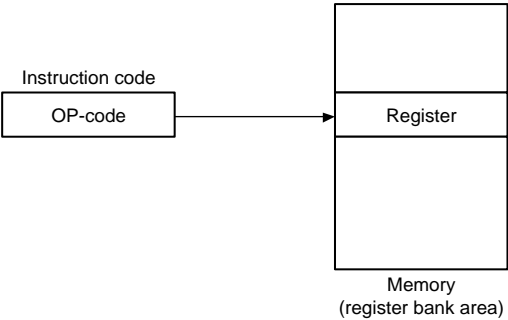 Instruction code
OP-code
Register
Memory
(register bank area)